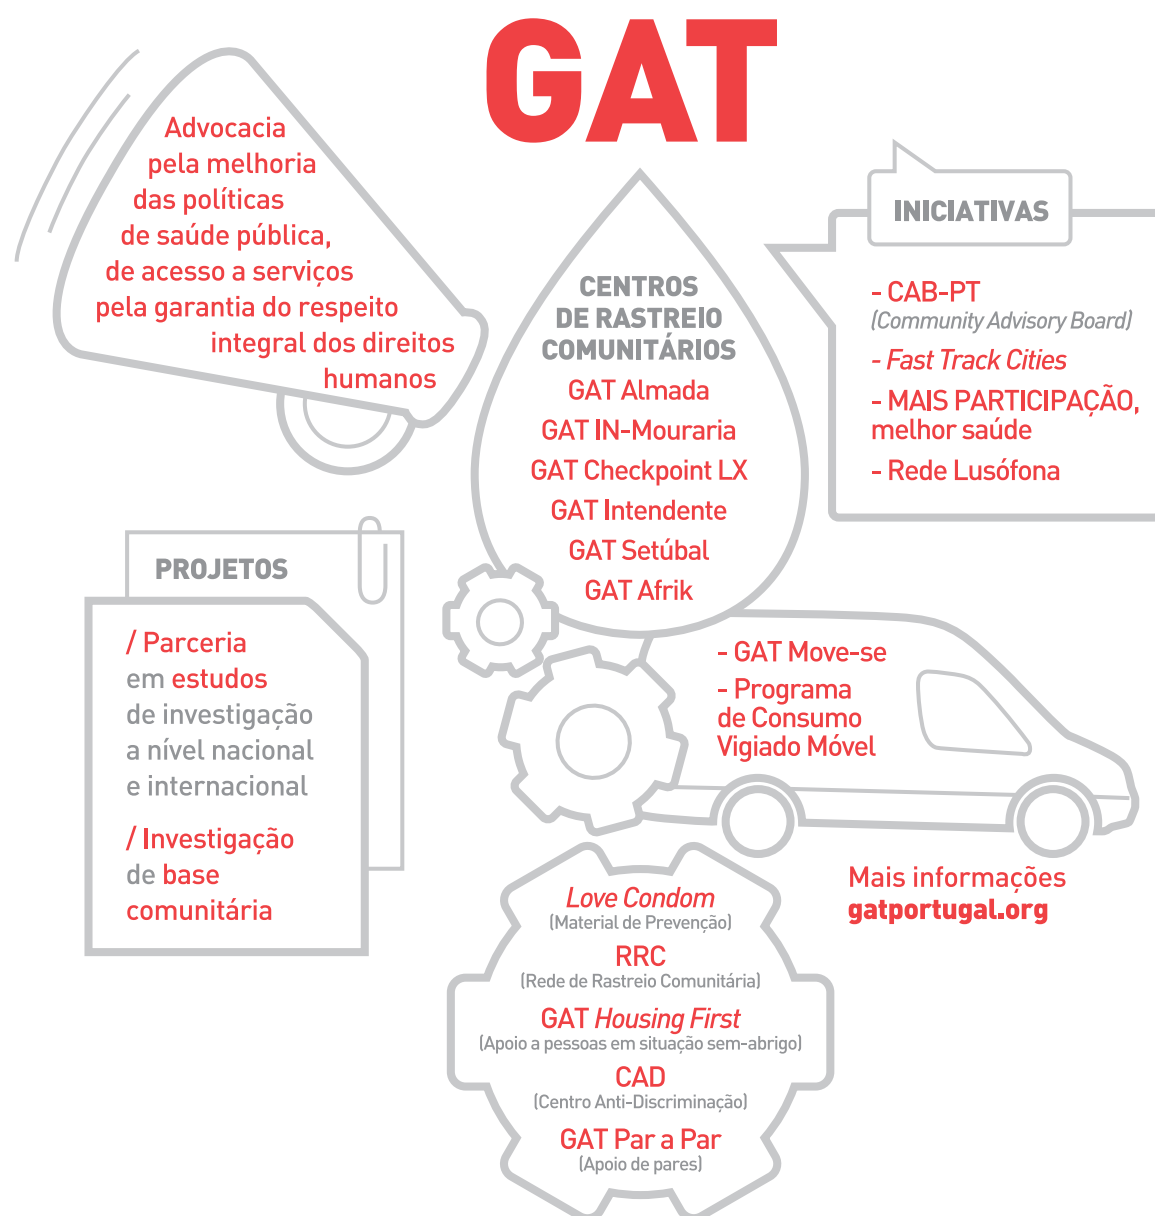 GAT
Advocacia
pela melhoria
das políticas
de saúde pública,
de acesso a serviços
pela garantia do respeito
integral dos direitos
humanos
CENTROS
DE RASTREIO
COMUNITÁRIOS
GAT Almada
GAT IN-Mouraria
GAT Checkpoint LX
GAT Intendente
GAT Setúbal
GAT Afrik
INICIATIVAS
- CAB-PT
(Community Advisory Board)
- Fast Track Cities
- MAIS PARTICIPAÇÃO,
melhor saúde
- Rede Lusófona
PROJETOS
/ Parceria
em estudos
de investigação
a nível nacional
e internacional
/ Investigação
de base
comunitária
- GAT Move-se
- Programa
de Consumo
Vigiado Móvel
Mais informações
gatportugal.org
Love Condom
(Material de Prevenção)
RRC
(Rede de Rastreio Comunitária)
GAT Housing First
(Apoio a pessoas em situação sem-abrigo)
CAD
(Centro Anti-Discriminação)
GAT Par a Par
(Apoio de pares)